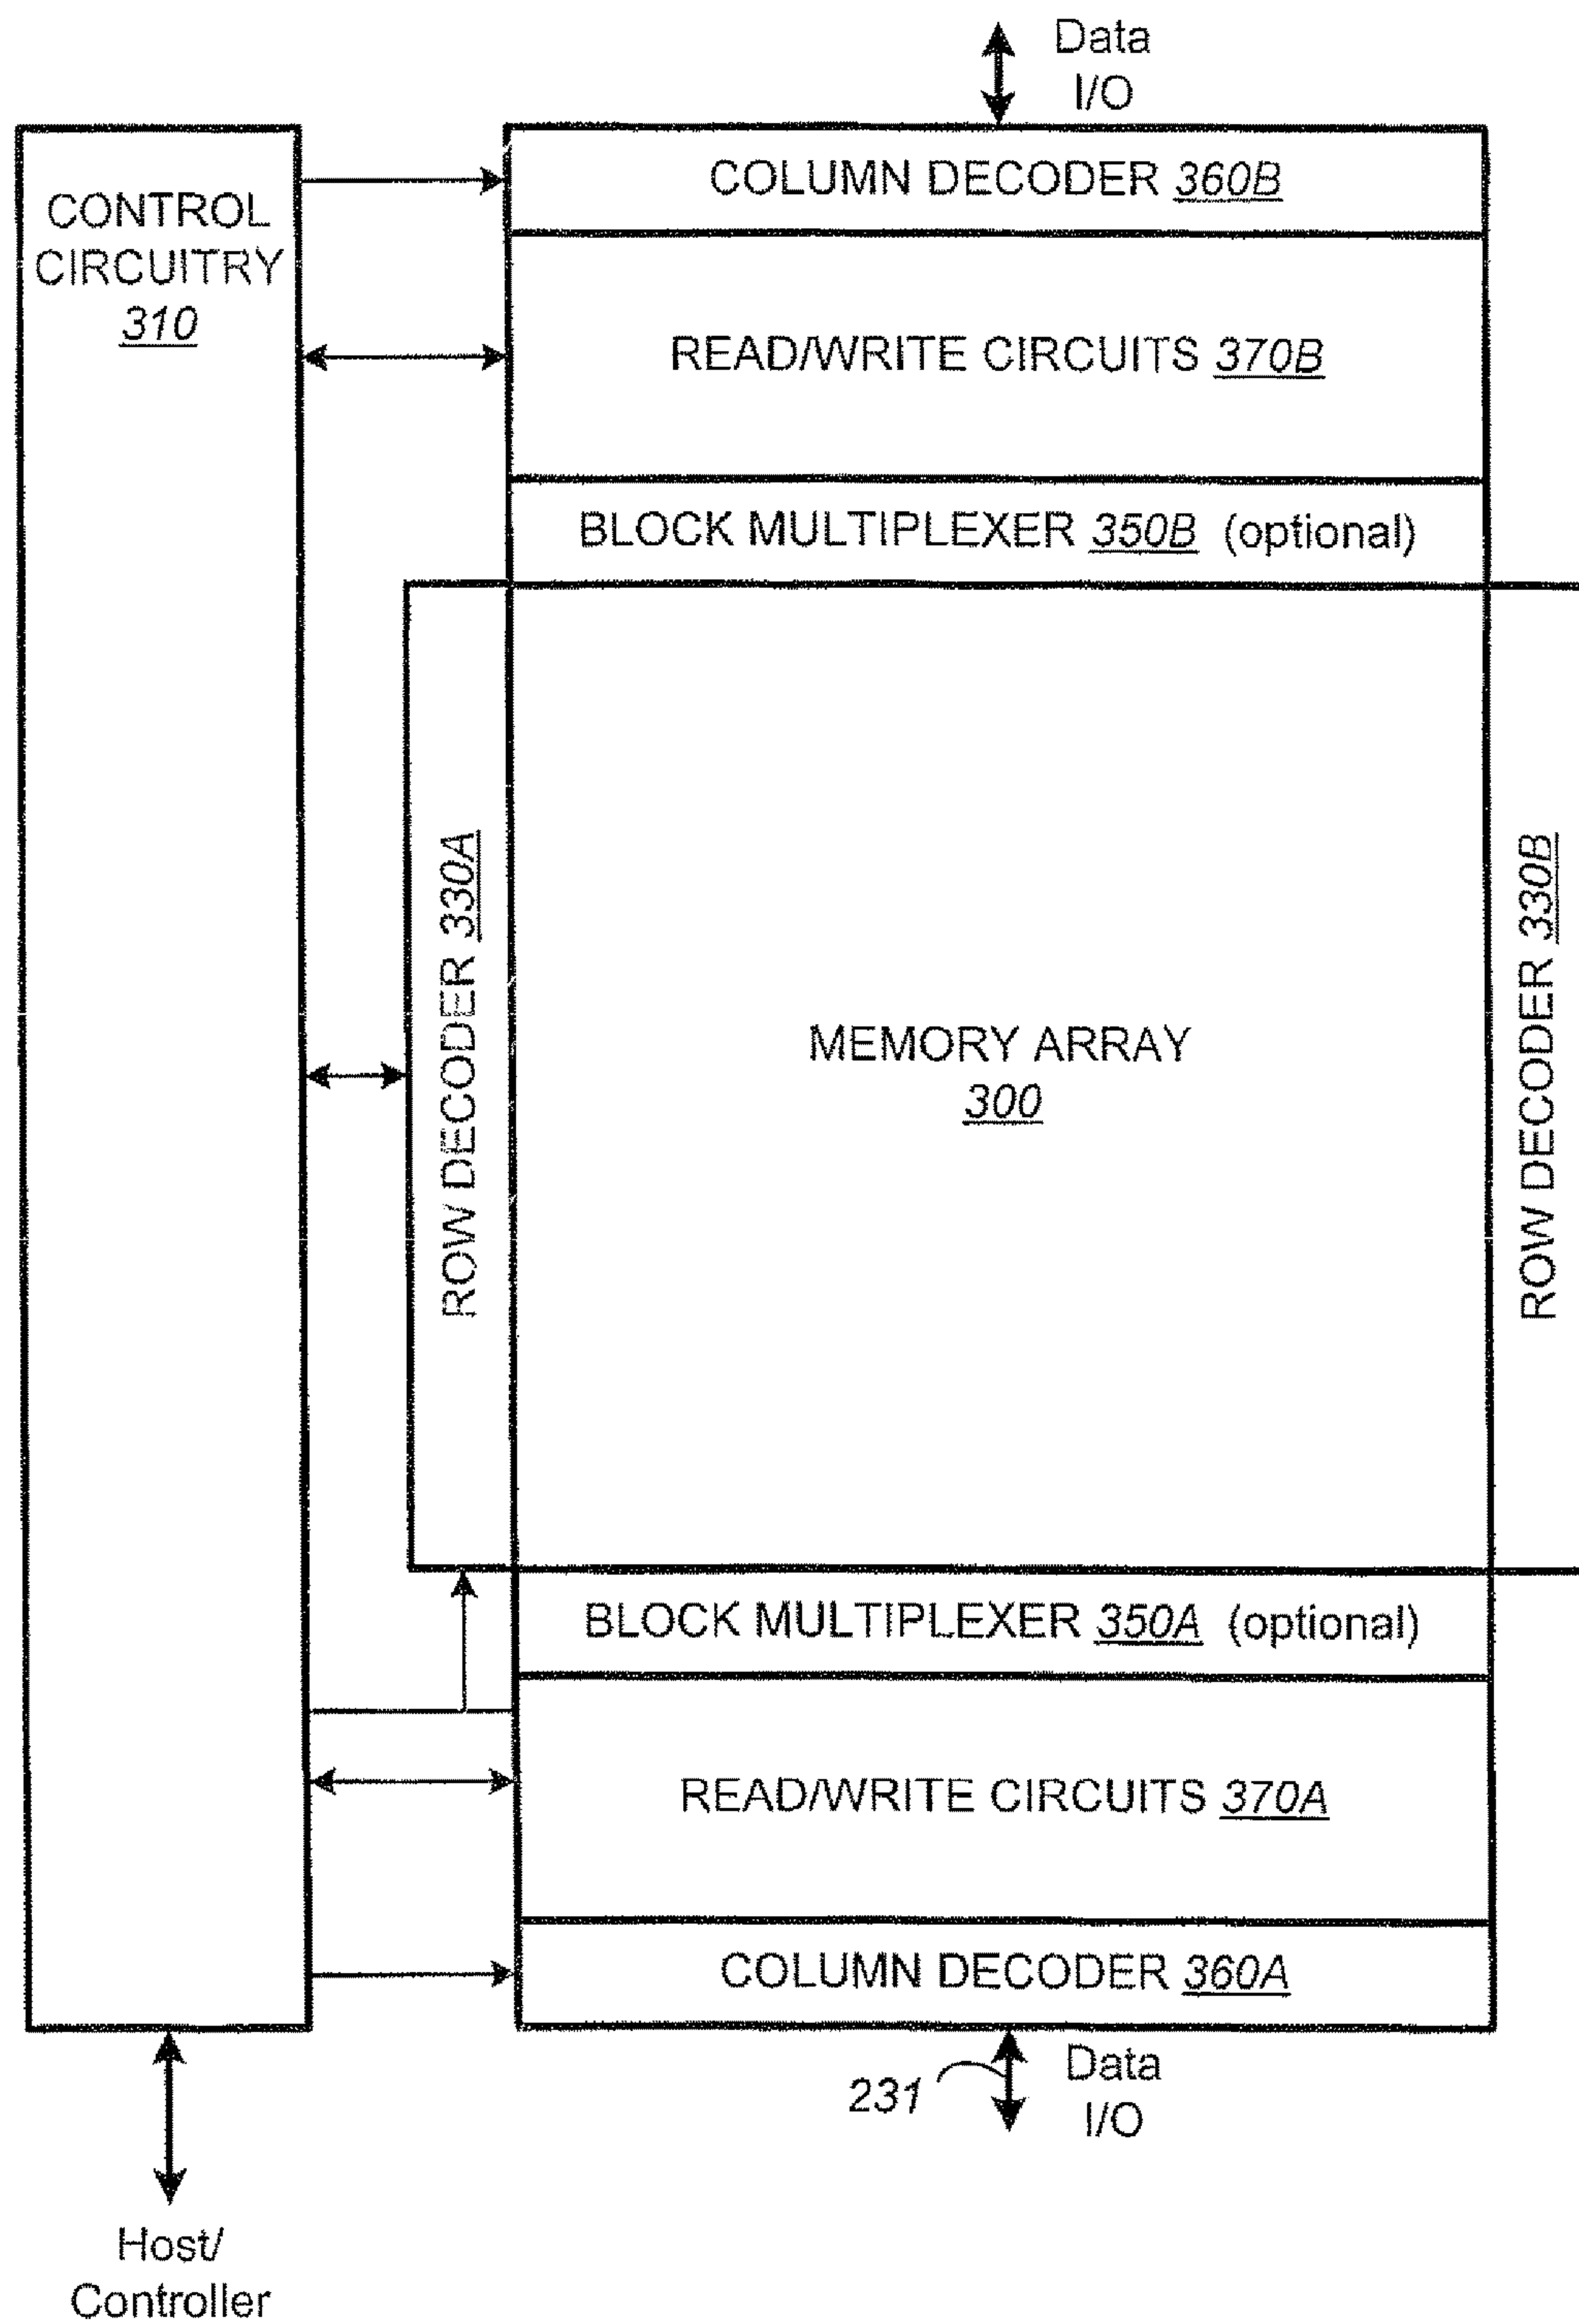 Data
I/O
CONTROL
CIRCUITRY
310
COLUMN DECODER 360B
READ/WRITE CIRCUITS 370B
BLOCK MULTIPLEXER 350B (optional)
ROW DECODER 330A
MEMORY ARRAY
300
ROW DECODER 330B
BLOCK MULTIPLEXER 350A (optional)
READ/WRITE CIRCUITS 370A
COLUMN DECODER 360A
231
Data
I/O
Host/
Controller